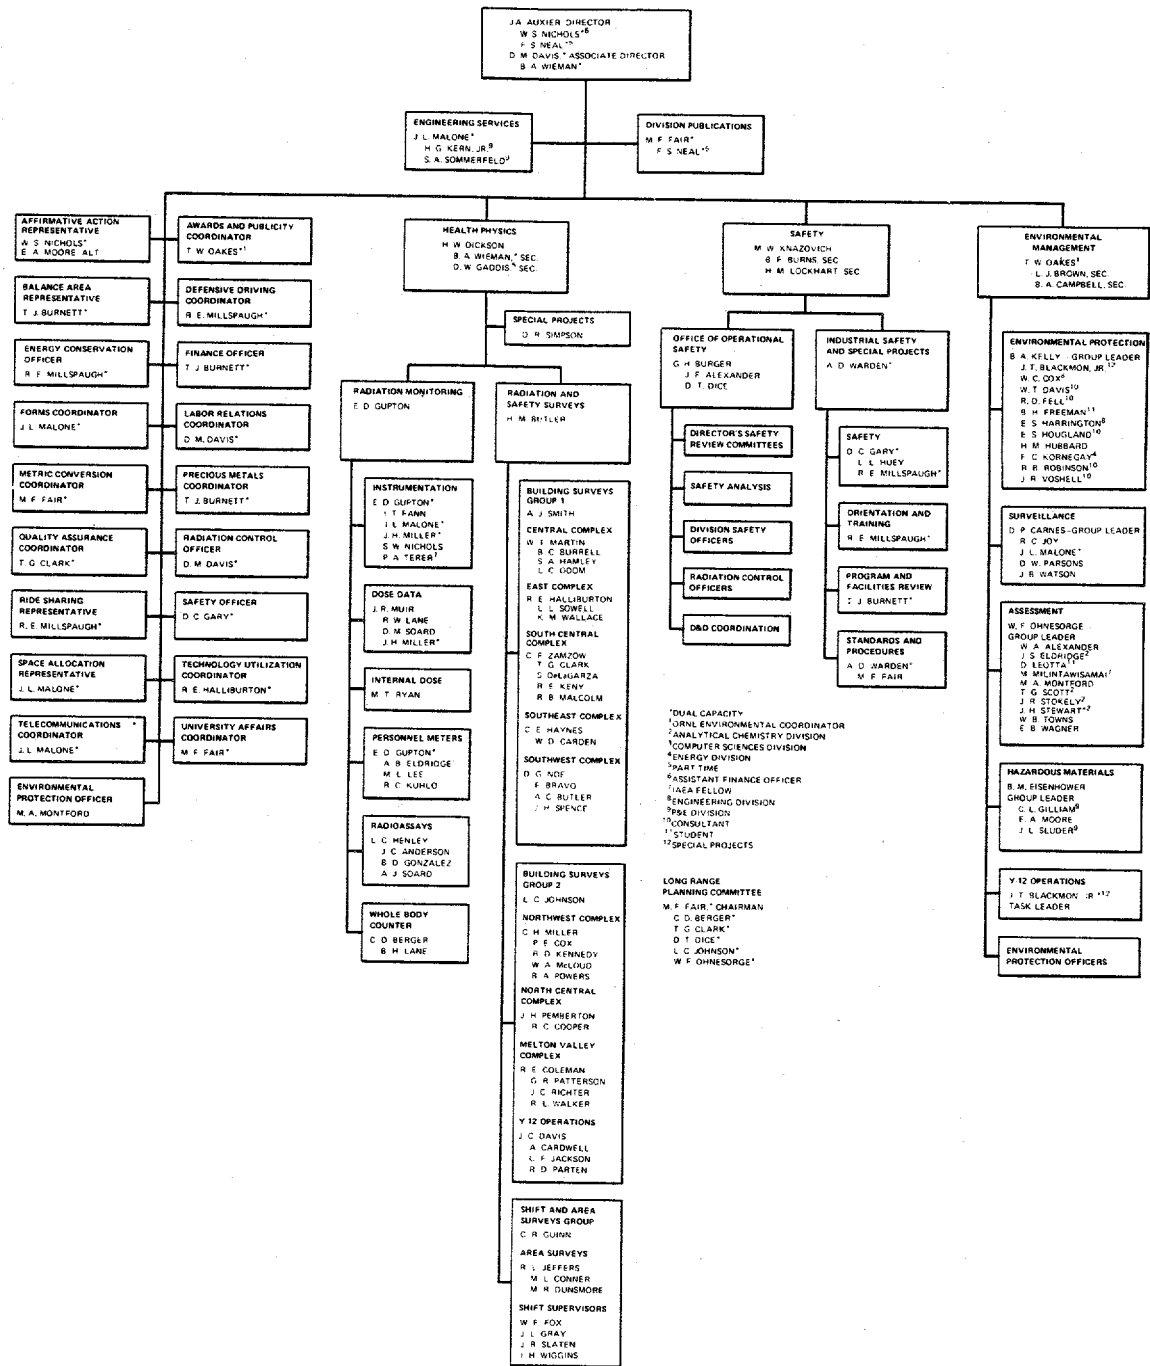 J.A. AUXIER DIRECTOR
W S NICHOLS*6
F S NEAL*5
D M DAVIS,* ASSOCIATE DIRECTOR
B A WIEMAN*
ENGINEERING SERVICES
J L MALONE*
H G KERN, JR.9
S. A. SOMMERFELD3
DIVISION PUBLICATIONS
M F FAIR*
F S NEAL*5
AFFIRMATIVE ACTION
REPRESENTATIVE
W S NICHOLS*
E A MOORE ALT
AWARDS AND PUBLICITY
COORDINATOR
T W OAKES*1
BALANCE AREA
REPRESENTATIVE
T J BURNETT*
DEFENSIVE DRIVING
COORDINATOR
R E MILLSPAUGH*
ENERGY CONSERVATION
OFFICER
R E MILLSPAUGH*
FINANCE OFFICER
T J BURNETT*
FORMS COORDINATOR
J L MALONE*
LABOR RELATIONS
COORDINATOR
D. M. DAVIS*
METRIC CONVERSION
COORDINATOR
M F FAIR*
PRECIOUS METALS
COORDINATOR
T J BURNETT*
QUALITY ASSURANCE
COORDINATOR
T. G CLARK*
RADIATION CONTROL
OFFICER
D. M DAVIS*
RIDE SHARING
REPRESENTATIVE
R. E. MILLSPAUGH*
SAFETY OFFICER
D C GARY*
SPACE ALLOCATION
REPRESENTATIVE
J. L. MALONE*
TECHNOLOGY UTILIZATION
COORDINATOR
R E HALLIBURTON*
TELECOMMUNICATIONS
COORDINATOR
J. L MALONE*
UNIVERSITY AFFAIRS
COORDINATOR
M F FAIR*
ENVIRONMENTAL
PROTECTION OFFICER
M. A. MONTFORD
HEALTH PHYSICS
H W DICKSON
B. A WIEMAN,* SEC.
D. W GADDIS, SEC.
SPECIAL PROJECTS
D. R SIMPSON
RADIATION MONITORING
E D GUPTON
INSTRUMENTATION
E D GUPTON*
FANN
J. L MALONE*
J. H. MILLER*
S W NICHOLS
P A TERER7
DOSE DATA
J. R. MUIR
R W LANE
D. M SOARD
J. H MILLER*
INTERNAL DOSE
M T RYAN
PERSONNEL METERS
E D GUPTON*
A B ELDRIDGE
M L LEE
R C KUHLO
RADIOASSAYS
L C HENLEY
J C ANDERSON
B D GONZALEZ
A J SOARD
WHOLE BODY
COUNTER
C D BERGER
B H LANE
RADIATION AND
SAFETY SURVEYS
H M BUTLER
BUILDING SURVEYS
GROUP 1
A J SMITH
CENTRAL COMPLEX
W T MARTIN
B C BURRELL
S A HAMLEY
L C ODOM
EAST COMPLEX
R E HALLIBURTON
L L SOWELL
K M WALLACE
SOUTH CENTRAL
COMPLEX
C E ZAMZOW
T G CLARK
S DeLaGARZA
R E KENY
R B MALCOLM
SOUTHEAST COMPLEX
C E HAYNES
W D CARDEN
SOUTHWEST COMPLEX
D G NOE
F BRAVO
A C BUTLER
J H SPENCE
BUILDING SURVEYS
GROUP 2
L C JOHNSON
NORTHWEST COMPLEX
C H MILLER
P E COX
R D KENNEDY
W A McLOUD
R A POWERS
NORTH CENTRAL
COMPLEX
J H PEMBERTON
R C COOPER
MELTON VALLEY
COMPLEX
R E COLEMAN
G R PATTERSON
J C RICHTER
R L WALKER
Y 12 OPERATIONS
J C DAVIS
A CARDWELL
C F JACKSON
R D PARTEN
SHIFT AND AREA
SURVEYS GROUP
C R GUINN
AREA SURVEYS
R L JEFFERS
M L CONNER
M R DUNSMORE
SHIFT SUPERVISORS
W F FOX
J L GRAY
J R SLATEN
H WIGGINS
SAFETY
M W KNAZOVICH
B F BURNS, SEC
H M LOCKHART SEC
OFFICE OF OPERATIONAL
SAFETY
G H BURGER
J F ALEXANDER
D T. DICE
DIRECTOR'S SAFETY
REVIEW COMMITTEES
SAFETY ANALYSIS
DIVISION SAFETY
OFFICERS
RADIATION CONTROL
OFFICERS
D&D COORDINATION
INDUSTRIAL SAFETY
AND SPECIAL PROJECTS
A D WARDEN*
SAFETY
D C GARY*
L L HUEY
R E MILLSPAUGH*
ORIENTATION AND
TRAINING
R E MILLSPAUGH*
PROGRAM AND
FACILITIES REVIEW
T J BURNETT*
STANDARDS AND
PROCEDURES
A D WARDEN*
M F FAIR
*DUAL CAPACITY
1ORNL ENVIRONMENTAL COORDINATOR
2ANALYTICAL CHEMISTRY DIVISION
3COMPUTER SCIENCES DIVISION
4ENERGY DIVISION
5PART TIME
6ASSISTANT FINANCE OFFICER
7IAEA FELLOW
8ENGINEERING DIVISION
9P&E DIVISION
10CONSULTANT
11STUDENT
12SPECIAL PROJECTS
LONG RANGE
PLANNING COMMITTEE
M. F FAIR,* CHAIRMAN
C D. BERGER*
T G CLARK*
D T DICE*
L C JOHNSON*
W F OHNESORGE*
ENVIRONMENTAL
MANAGEMENT
T W OAKES1
L. J BROWN, SEC.
B. A. CAMPBELL, SEC.
ENVIRONMENTAL PROTECTION
B A KELLY - GROUP LEADER
J. T. BLACKMON, JR 12
W. C. COX8
W. T DAVIS10
R. D. FELL10
B H FREEMAN11
E S HARRINGTON8
E S HOUGLAND10
H M HUBBARD
F C KORNEGAY4
R B ROBINSON10
J. R VOSHELL10
SURVEILLANCE
D P CARNES-GROUP LEADER
R C JOY
J. L MALONE*
D W PARSONS
J B WATSON
ASSESSMENT
W. F OHNESORGE
GROUP LEADER
W A ALEXANDER
J S ELDRIDGE2
D LEOTTA11
M MILINTAWISAMAI7
M A MONTFORD
T G SCOTT2
J R STOKELY2
J. H STEWART*2
W B TOWNS
E B WAGNER
HAZARDOUS MATERIALS
B. M EISENHOWER
GROUP LEADER
C. L GILLIAM8
E A MOORE
J. L SLUDER9
Y-12 OPERATIONS
J. T. BLACKMON JR *12
TASK LEADER
ENVIRONMENTAL
PROTECTION OFFICERS